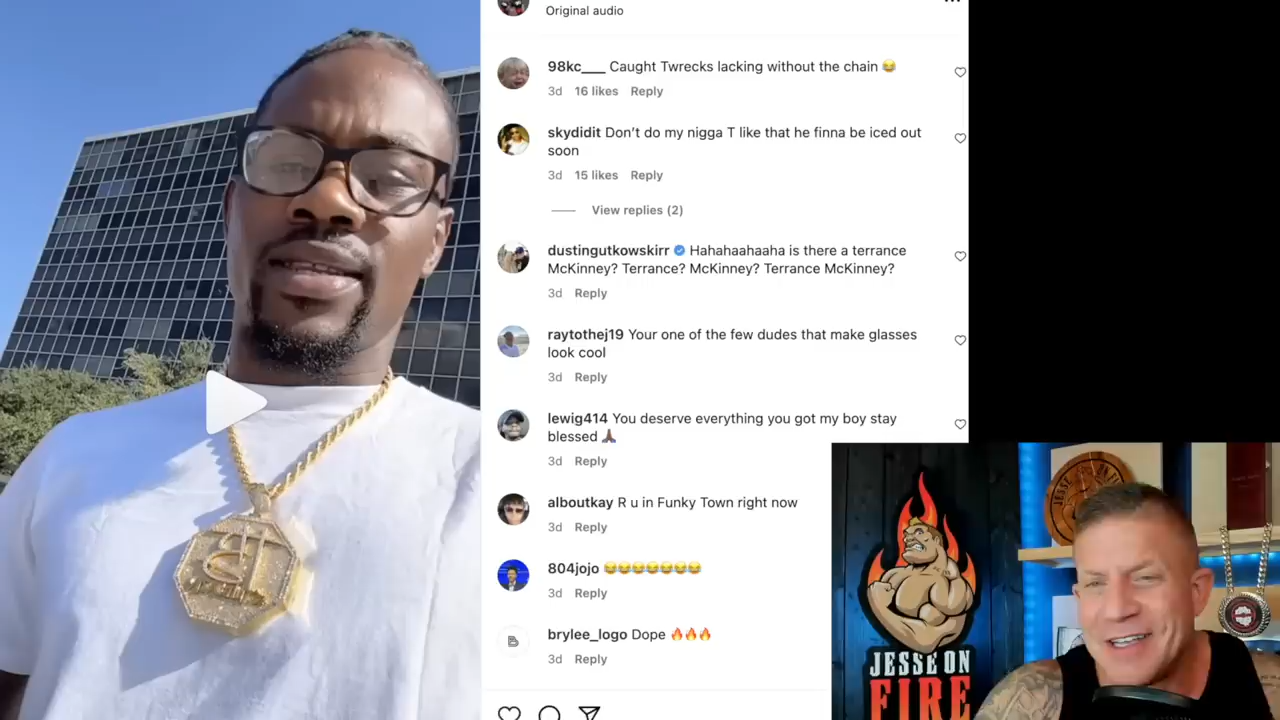 Original audio
98kc___ Caught Twrecks lacking without the chain 😂
3d 16 likes Reply
skydidit Don't do my nigga T like that he finna be iced out
soon
3d 15 likes Reply
View replies (2)
dustingutkowskirr Hahahaahaaha is there a terrance
McKinney? Terrance? McKinney? Terrance McKinney?
3d Reply
raytothej19 Your one of the few dudes that make glasses
look cool
3d Reply
lewig414 You deserve everything you got my boy stay
blessed 🙏🏾
3d Reply
alboutkay R u in Funky Town right now
3d Reply
804jojo 😂😂😂😂😂😂😂
3d Reply
brylee_logo Dope 🔥🔥🔥
3d Reply
JESSE ON
FIRE